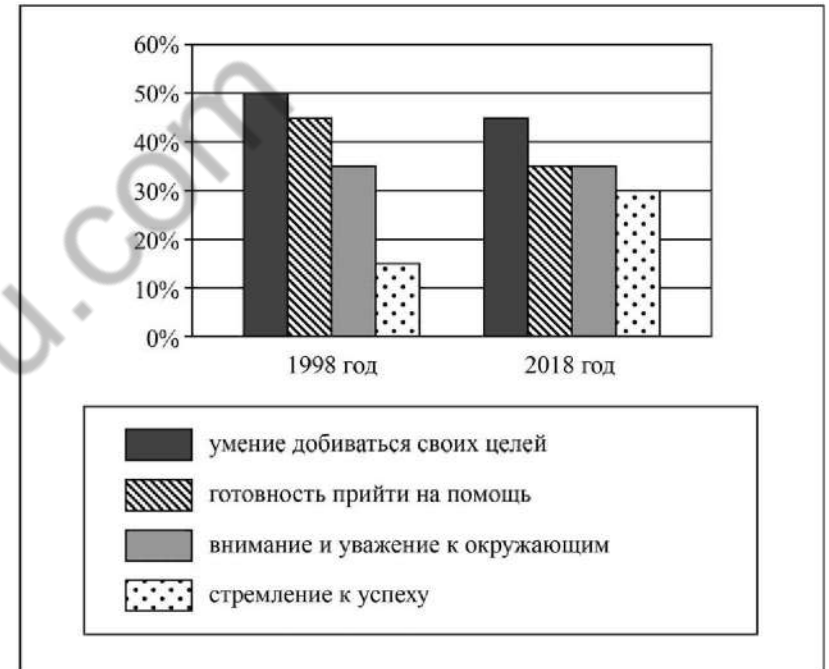 60%
50%
40%
30%
20%
10%
0%
1998 год 2018 год
умение добиваться своих целей
готовность прийти на помощь
внимание и уважение к окружающим
стремление к успеху
u.com